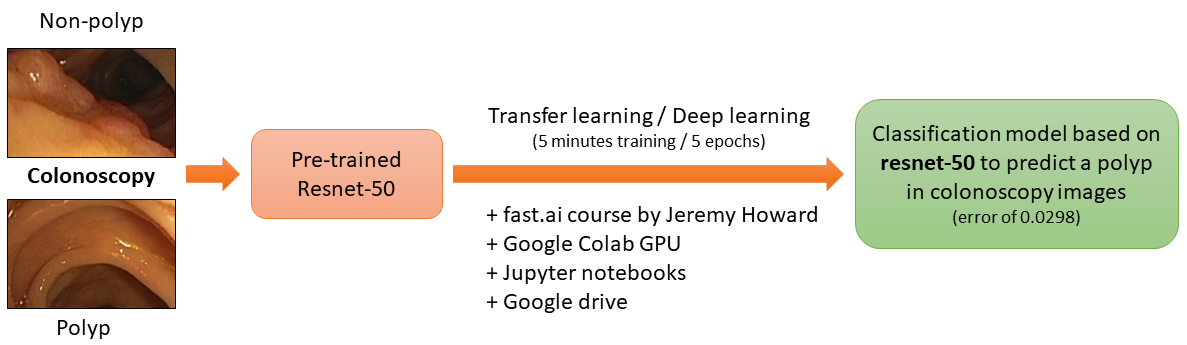 Non-polyp
Colonoscopy
Polyp
Pre-trained
Resnet-50
Transfer learning / Deep learning
(5 minutes training / 5 epochs)
+ fast.ai course by Jeremy Howard
+ Google Colab GPU
+ Jupyter notebooks
+ Google drive
Classification model based on
resnet-50 to predict a polyp
in colonoscopy images
(error of 0.0298)